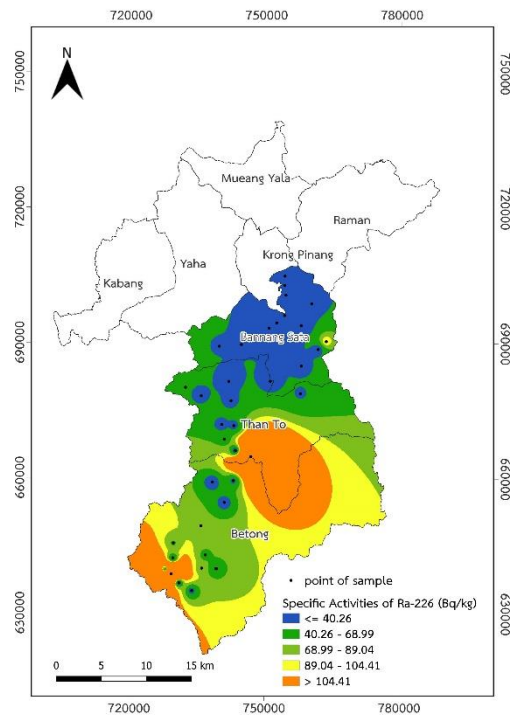 720000 750000 780000
N
750000 750000
Mueang Yala
720000 720000
Raman
Krong Pinang
Yaha
Kabang
690000 690000
Bannang Sata
Than To
660000 660000
Betong
point of sample
Specific Activities of Ra-226 (Bq/kg)
<= 40.26
40.26 - 68.99
68.99 - 89.04
89.04 - 104.41
> 104.41
630000 630000
0 5 10 15 km
720000 750000 780000